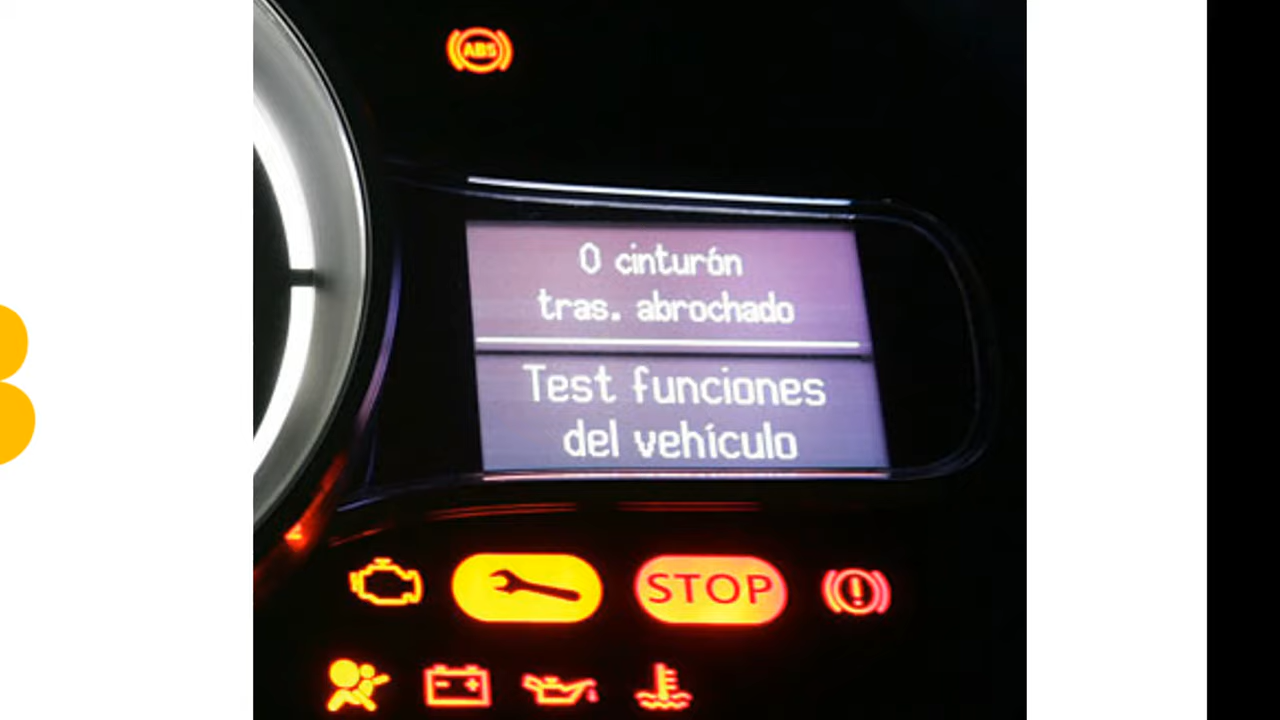 ABS
0 cinturón
tras. abrochado
Test funciones
del vehículo
STOP